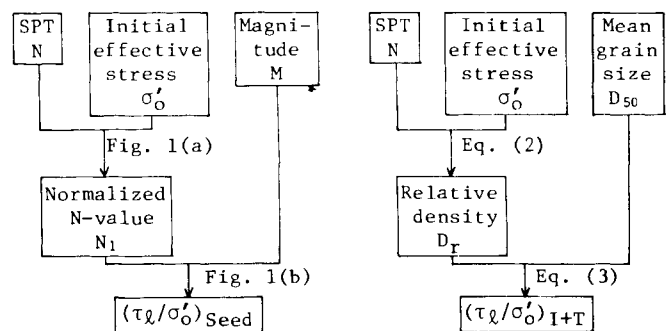 SPT
N
Initial
effective
stress
σ′o
Magni-
tude
M
Fig. 1(a)
Normalized
N-value
N1
Fig. 1(b)
(τℓ/σ′o)Seed
SPT
N
Initial
effective
stress
σ′o
Mean
grain
size
D50
Eq. (2)
Relative
density
Dr
Eq. (3)
(τℓ/σ′o)I+T